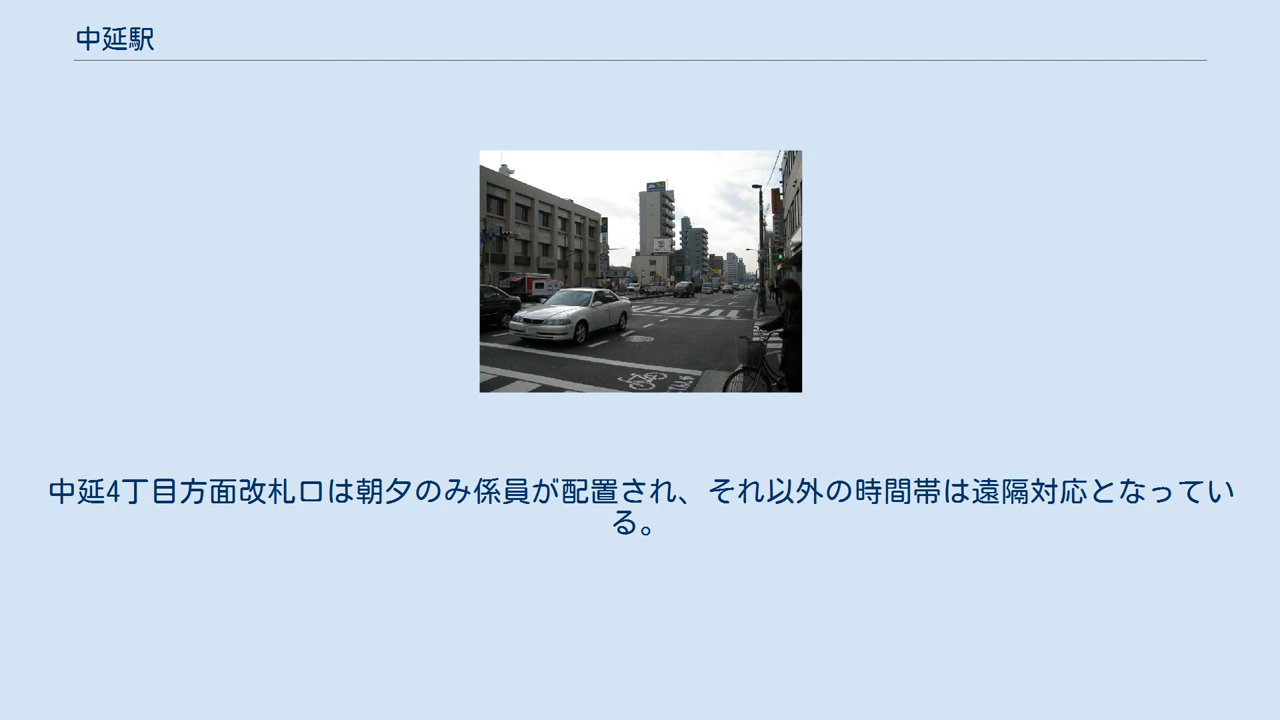 中延駅
中延4丁目方面改札口は朝夕のみ係員が配置され、それ以外の時間帯は遠隔対応となってい
る。